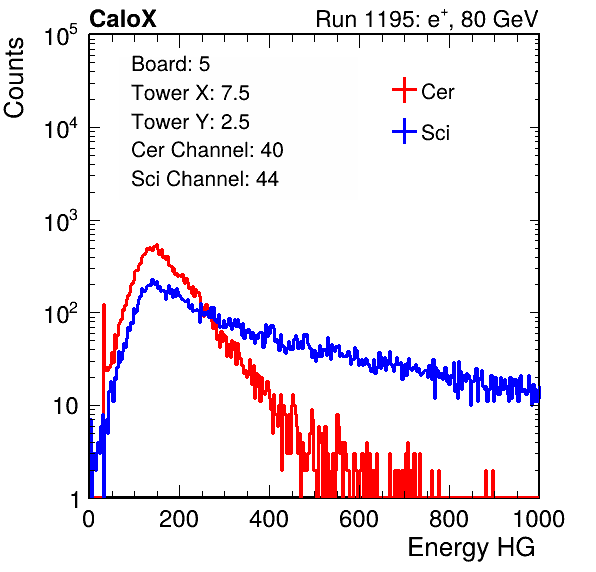 CaloX Run 1195: e⁺, 80 GeV
Counts
10⁵
10⁴
10³
10²
10
1
Board: 5
Tower X: 7.5
Tower Y: 2.5
Cer Channel: 40
Sci Channel: 44
Cer
Sci
0 200 400 600 800 1000
Energy HG